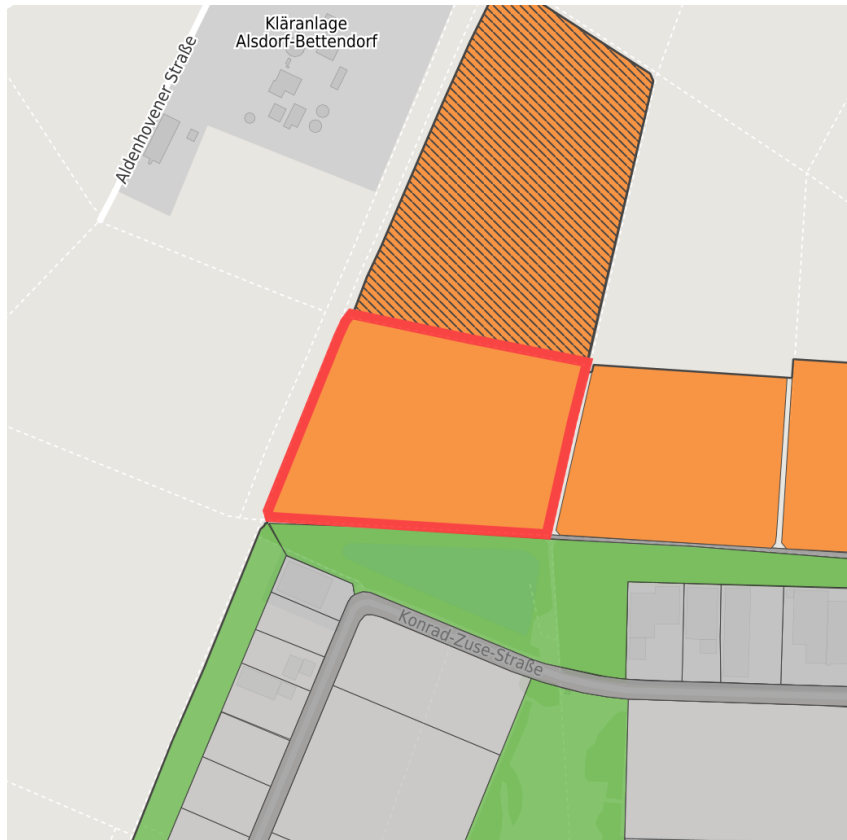 Kläranlage
Alsdorf-Bettendorf
Aldenhovener Straße
Konrad-Zuse-Straße